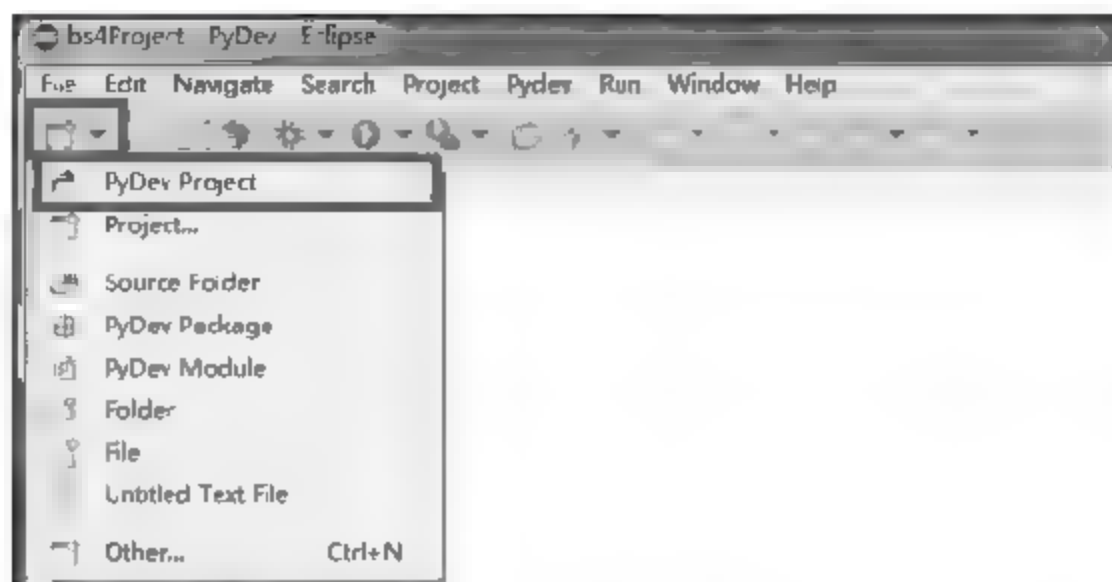 bs4Project PyDev Eclipse
File Edit Navigate Search Project Pydev Run Window Help
PyDev Project
Project...
Source Folder
PyDev Package
PyDev Module
Folder
File
Untitled Text File
Other... Ctrl+N